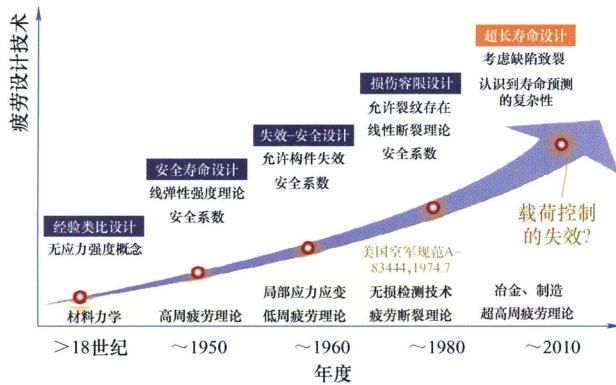 疲劳设计技术
超长寿命设计
考虑缺陷致裂
认识到寿命预测
的复杂性
损伤容限设计
允许裂纹存在
线性断裂理论
安全系数
失效-安全设计
允许构件失效
安全系数
安全寿命设计
线弹性强度理论
安全系数
经验类比设计
无应力强度概念
载荷控制
的失效?
美国空军规范A-
83444,1974.7
材料力学
高周疲劳理论
局部应力应变
低周疲劳理论
无损检测技术
疲劳断裂理论
冶金、制造
超高周疲劳理论
>18世纪
～1950
～1960
～1980
～2010
年度